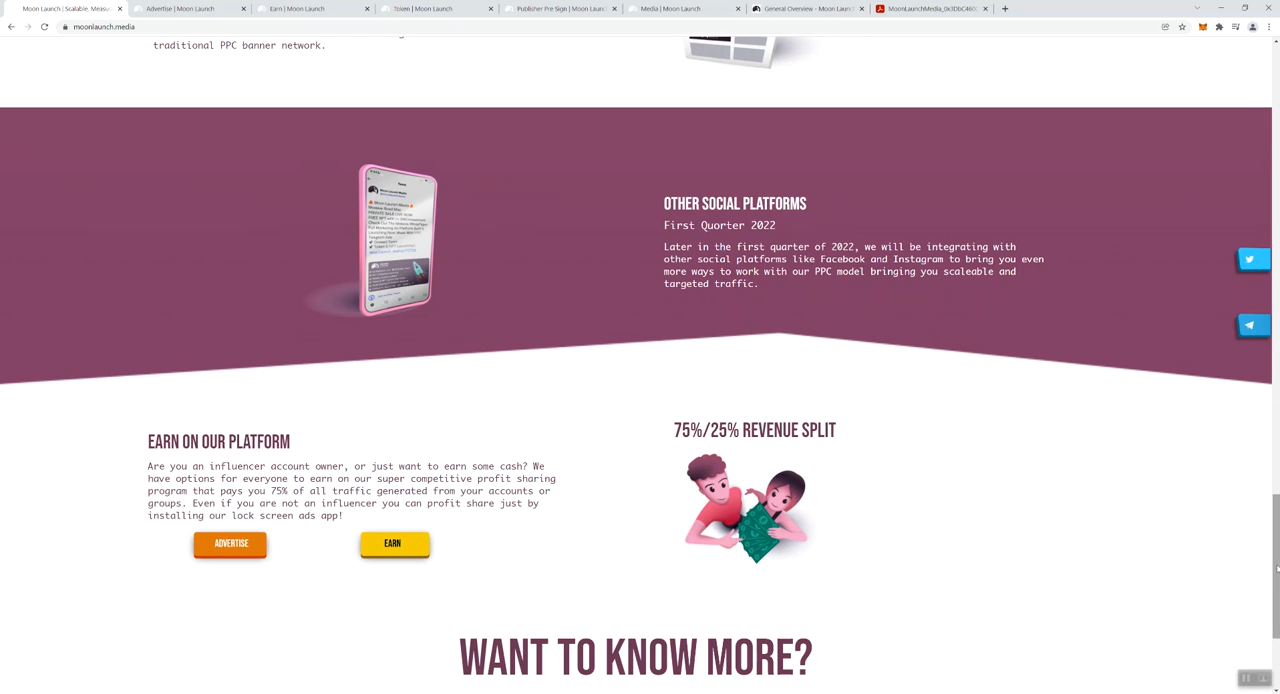 Moon Launch | Scalable, Measu
Advertise | Moon Launch
Earn | Moon Launch
Token | Moon Launch
Publisher Pre Sign | Moon Laun
Media | Moon Launch
General Overview - Moon Launc
MoonLaunchMedia_0x3DbC460
moonlaunch.media
traditional PPC banner network.
OTHER SOCIAL PLATFORMS
First Quorter 2022
Later in the first quarter of 2022, we will be integrating with
other social platforms like Facebook and Instagram to bring you even
more ways to work with our PPC model bringing you scaleable and
targeted traffic.
EARN ON OUR PLATFORM
Are you an influencer account owner, or just want to earn some cash? We
have options for everyone to earn on our super competitive profit sharing
program that pays you 75% of all traffic generated from your accounts or
groups. Even if you are not an influencer you can profit share just by
installing our lock screen ads app!
ADVERTISE
EARN
75%/25% REVENUE SPLIT
WANT TO KNOW MORE?